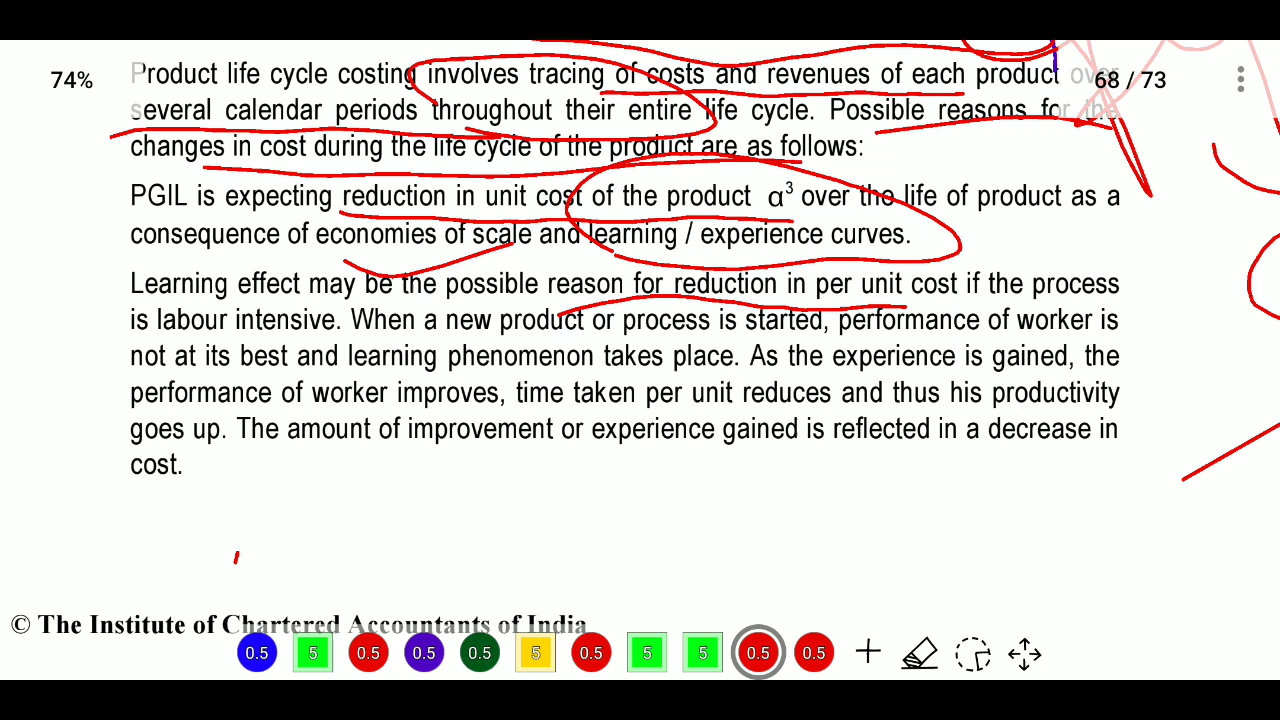 74%
68 / 73
Product life cycle costing involves tracing of costs and revenues of each product over
several calendar periods throughout their entire life cycle. Possible reasons for the
changes in cost during the life cycle of the product are as follows:
PGIL is expecting reduction in unit cost of the product α³ over the life of product as a
consequence of economies of scale and learning / experience curves.
Learning effect may be the possible reason for reduction in per unit cost if the process
is labour intensive. When a new product or process is started, performance of worker is
not at its best and learning phenomenon takes place. As the experience is gained, the
performance of worker improves, time taken per unit reduces and thus his productivity
goes up. The amount of improvement or experience gained is reflected in a decrease in
cost.
© The Institute of Chartered Accountants of India
0.5 5 0.5 0.5 0.5 5 0.5 5 5 0.5 0.5